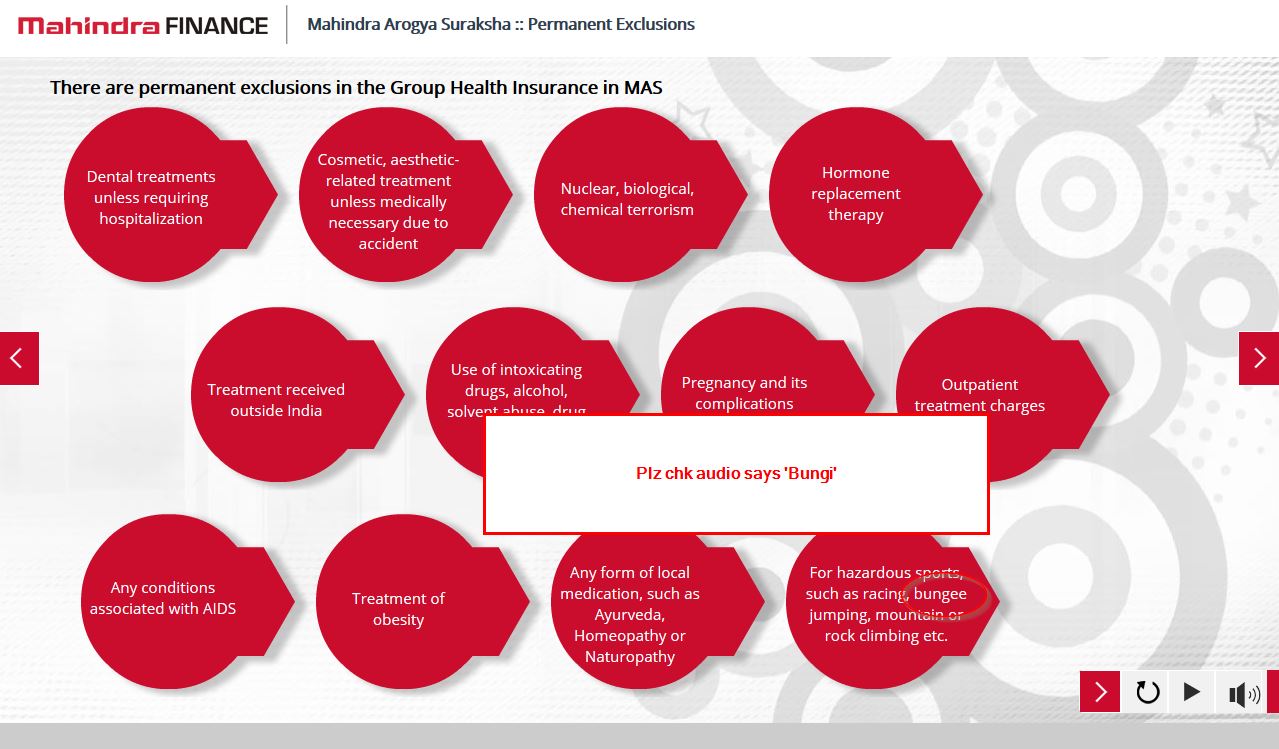 Mahindra FINANCE
Mahindra Arogya Suraksha :: Permanent Exclusions
There are permanent exclusions in the Group Health Insurance in MAS
Dental treatments
unless requiring
hospitalization
Cosmetic, aesthetic-
related treatment
unless medically
necessary due to
accident
Nuclear, biological,
chemical terrorism
Hormone
replacement
therapy
Treatment received
outside India
Use of intoxicating
drugs, alcohol,
solvent abuse, drug
Pregnancy and its
complications
Outpatient
treatment charges
Plz chk audio says 'Bungi'
Any conditions
associated with AIDS
Treatment of
obesity
Any form of local
medication, such as
Ayurveda,
Homeopathy or
Naturopathy
For hazardous sports,
such as racing, bungee
jumping, mountain or
rock climbing etc.